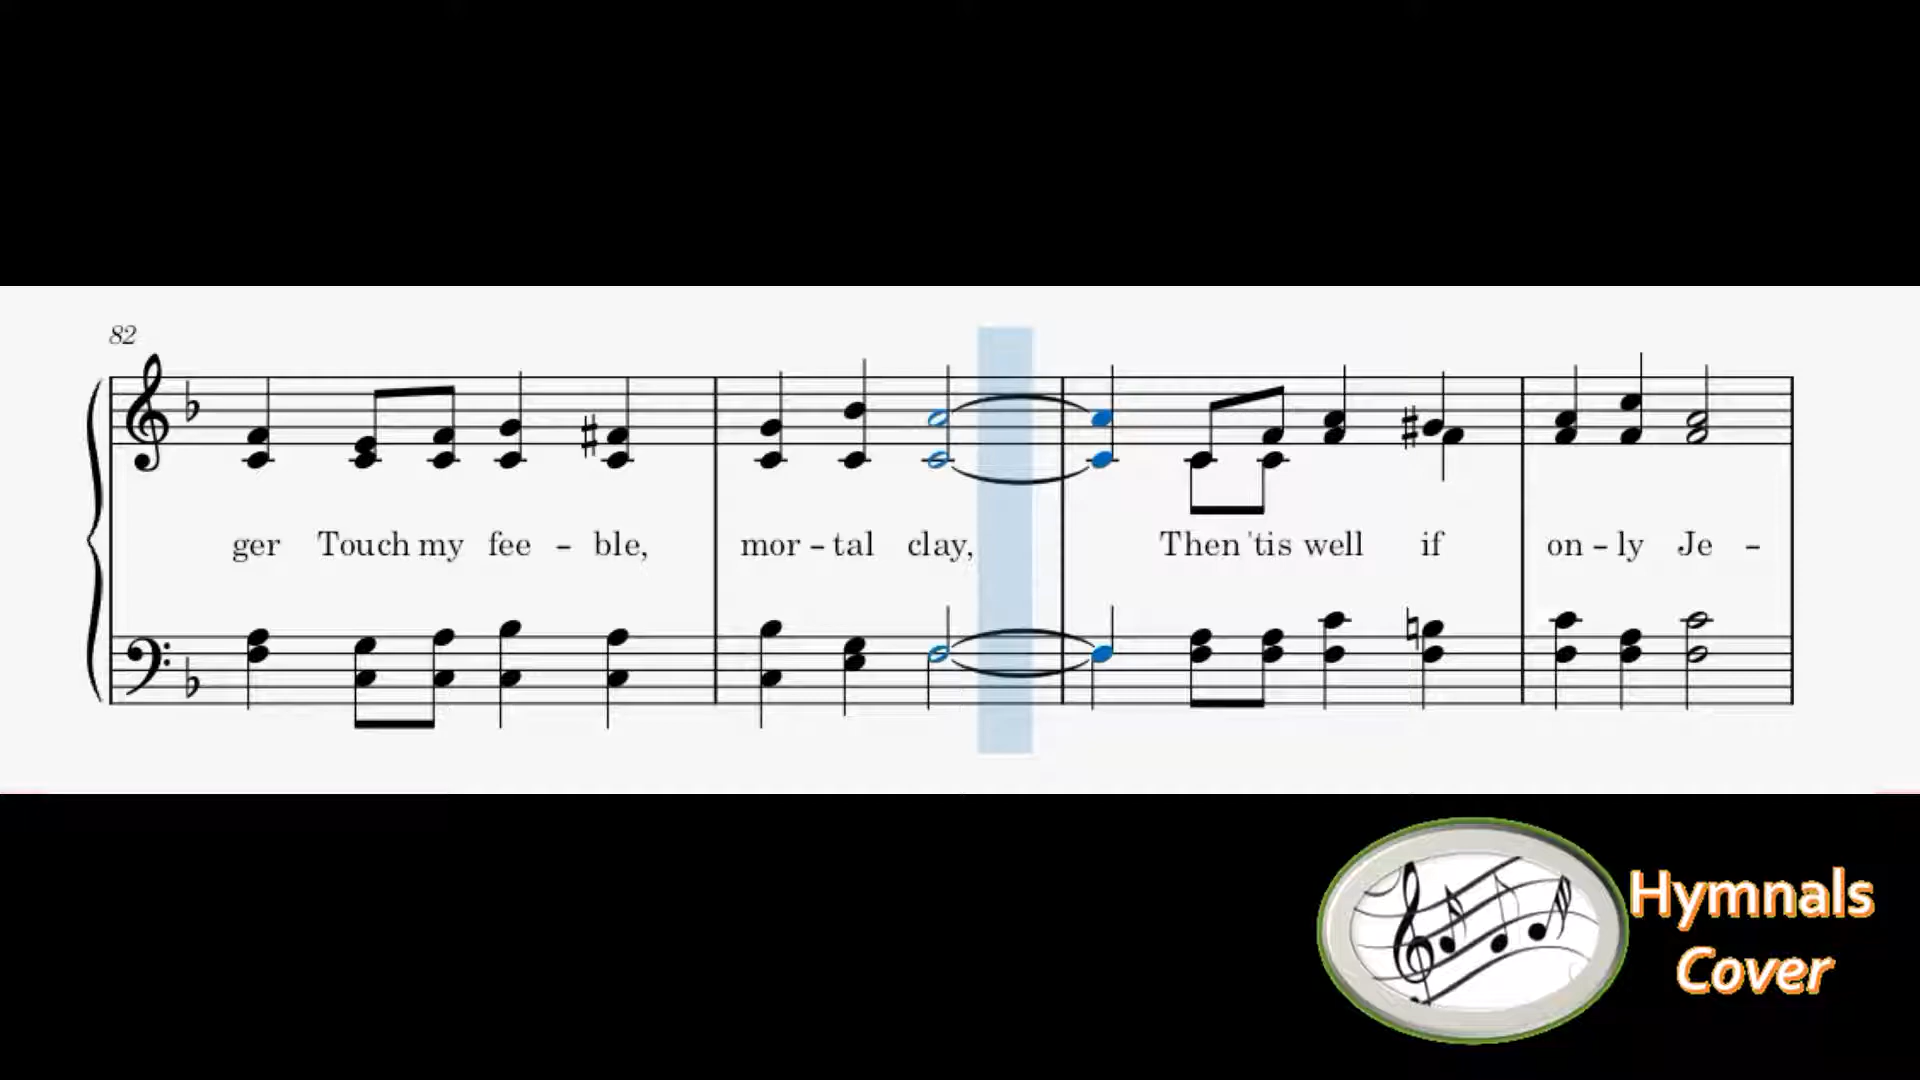 82
ger Touch my fee - ble, mor - tal clay, Then 'tis well if on - ly Je -
Hymnals
Cover